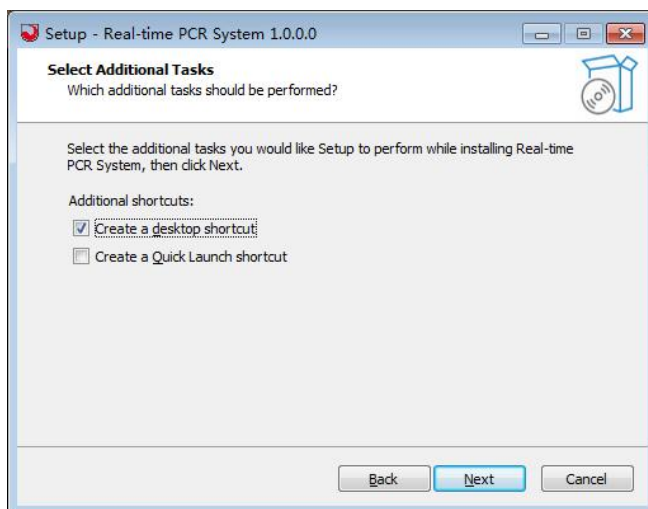 Setup - Real-time PCR System 1.0.0.0
Select Additional Tasks
Which additional tasks should be performed?
Select the additional tasks you would like Setup to perform while installing Real-time
PCR System, then click Next.
Additional shortcuts:
Create a desktop shortcut
Create a Quick Launch shortcut
Back Next Cancel